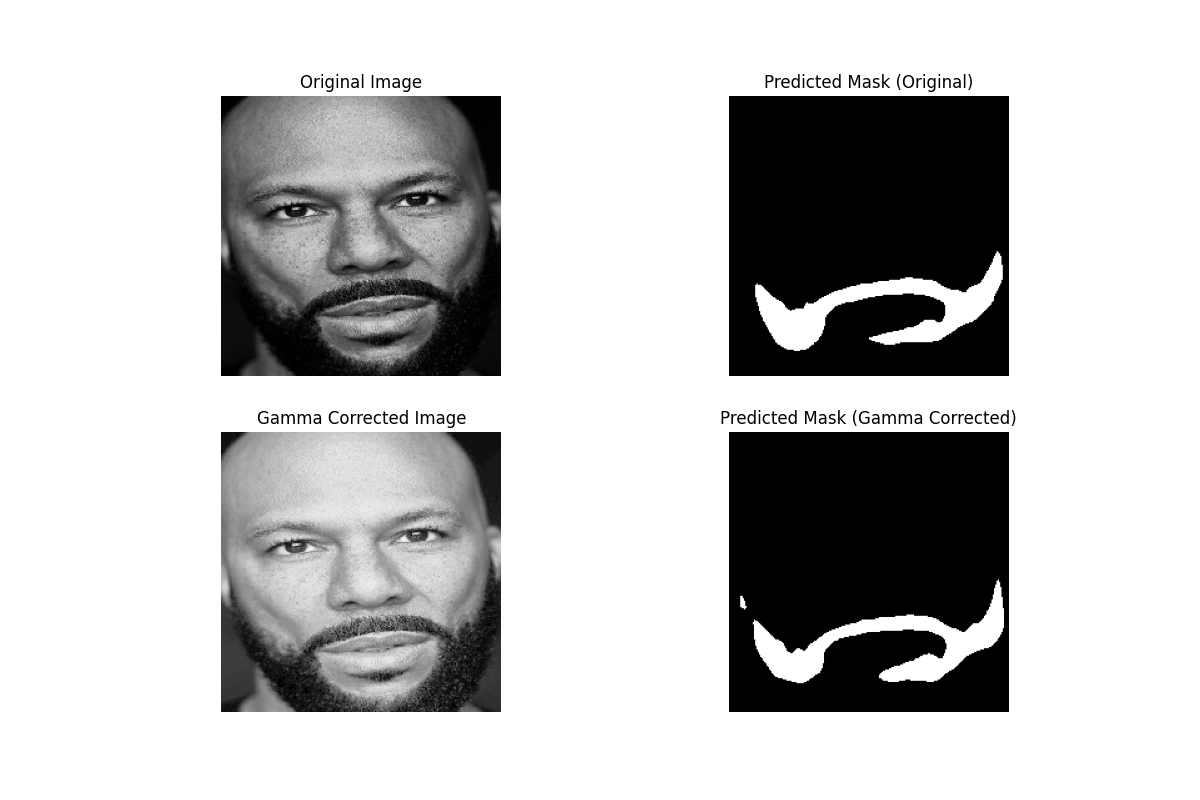 Original Image
Predicted Mask (Original)
Gamma Corrected Image
Predicted Mask (Gamma Corrected)